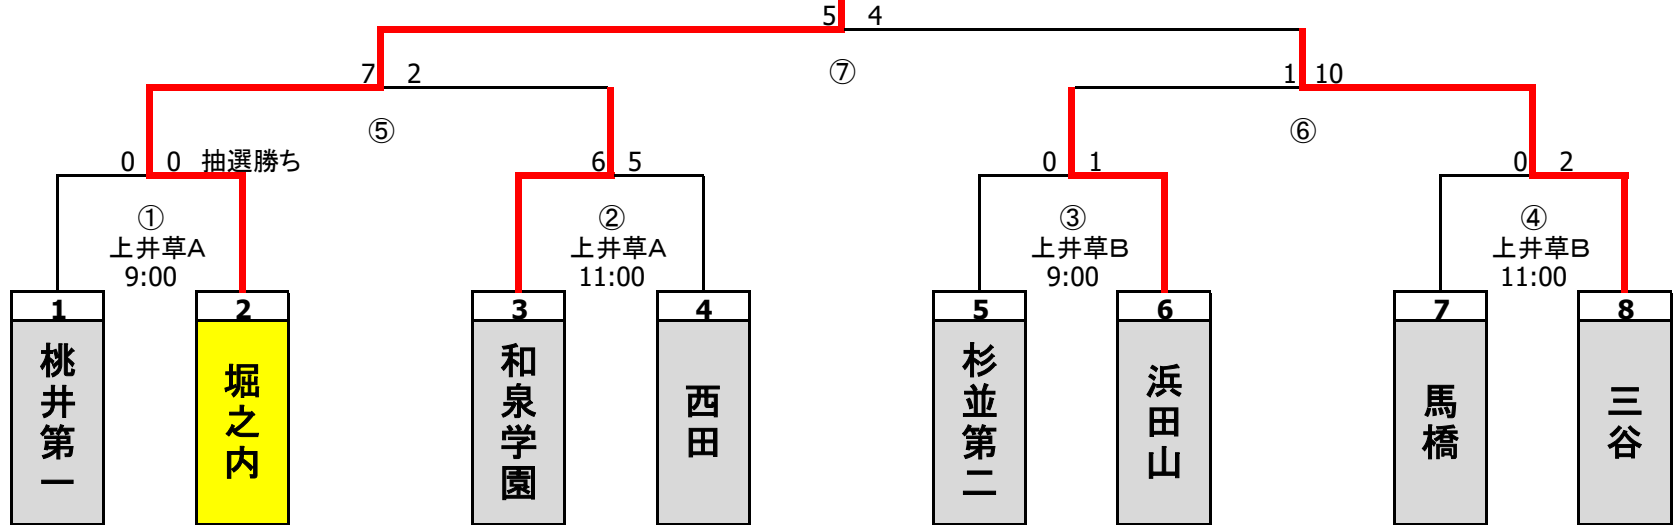 5 4
7 2
⑦
1 10
⑤
⑥
0 0 抽選勝ち
6 5
0 1
0 2
①
上井草A
9:00
②
上井草A
11:00
③
上井草B
9:00
④
上井草B
11:00
1
2
3
4
5
6
7
8
桃井第一
堀之内
和泉学園
西田
杉並第二
浜田山
馬橋
三谷